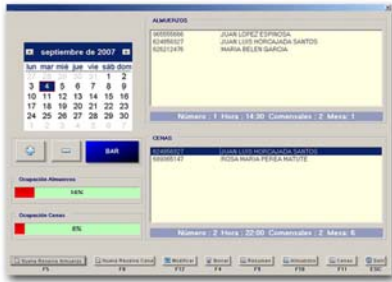 ALMUERZOS
965555666 JUAN LOPEZ ESPINOSA
624656927 JUAN LUIS HORCAJADA SANTOS
626212476 MARIA BELEN GARCIA
Número : 1 Hora : 14:00 Comensales : 2 Mesa: 1
septiembre de 2007
lun mar mié jue vie sáb dom
27 28 29 30 31 1 2
3 4 5 6 7 8 9
10 11 12 13 14 15 16
17 18 19 20 21 22 23
24 25 26 27 28 29 30
1 2 3 4 5 6 7
BAR
CENAS
624656927 JUAN LUIS HORCAJADA SANTOS
686985147 ROSA MARIA PEREA MATUTE
Número : 2 Hora : 22:00 Comensales : 2 Mesa: 6
Ocupación Almuerzos
14%
Ocupación Cenas
8%
Nueva Reserva Almuerzo Nueva Reserva Cena Modificar Borrar Resumen Almuerzos Cenas Salir
F5 F8 F12 F4 F9 F10 F11 ESC